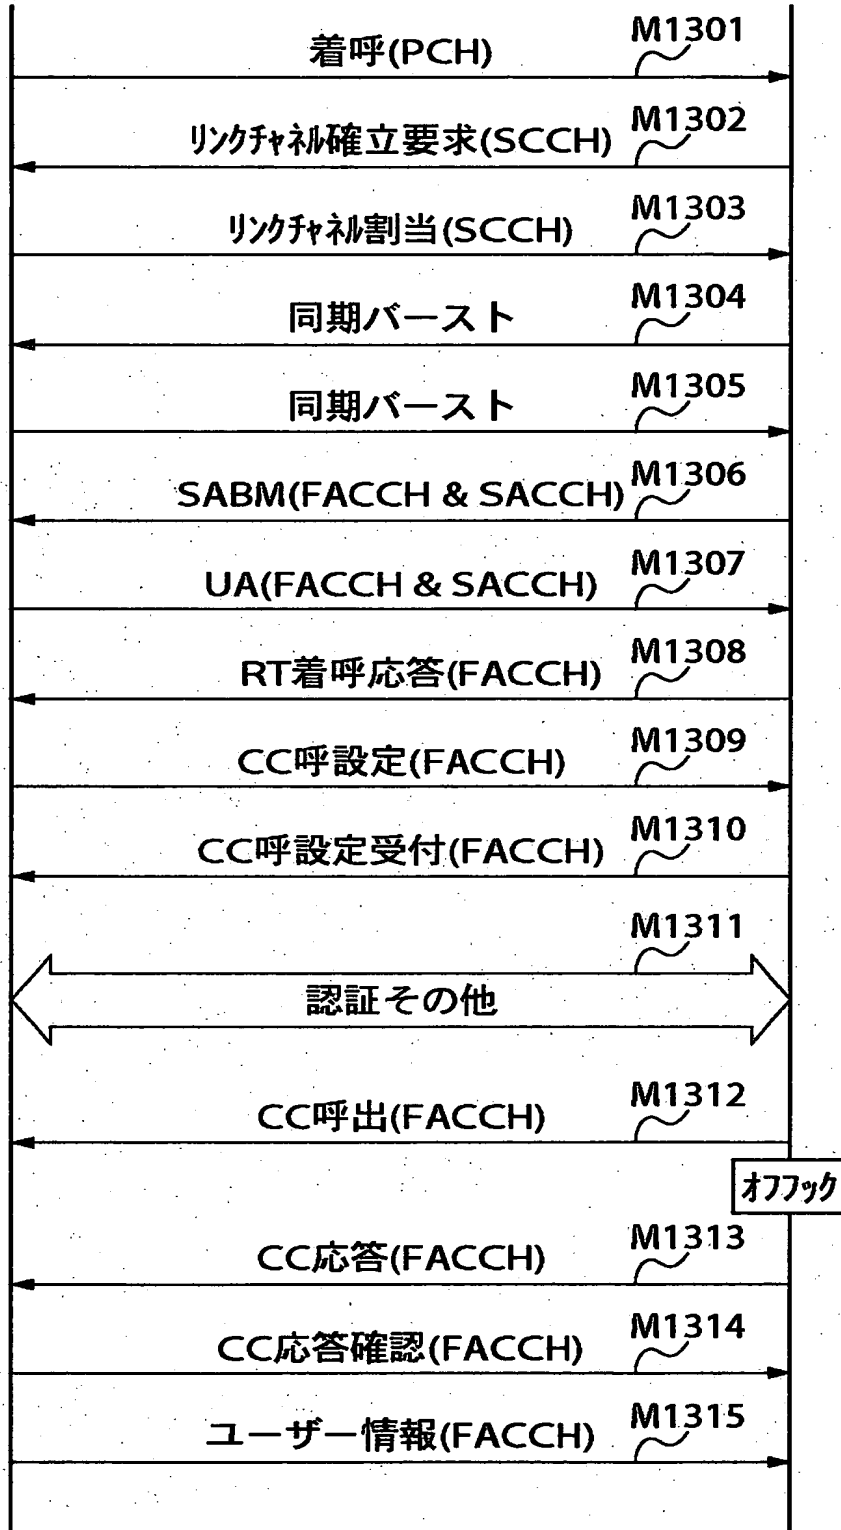 M1301
着呼(PCH)
M1302
リンクチャネル確立要求(SCCH)
M1303
リンクチャネル割当(SCCH)
M1304
同期バースト
M1305
同期バースト
M1306
SABM(FACCH & SACCH)
M1307
UA(FACCH & SACCH)
M1308
RT着呼応答(FACCH)
M1309
CC呼設定(FACCH)
M1310
CC呼設定受付(FACCH)
M1311
認証その他
M1312
CC呼出(FACCH)
オフフック
M1313
CC応答(FACCH)
M1314
CC応答確認(FACCH)
M1315
ユーザー情報(FACCH)